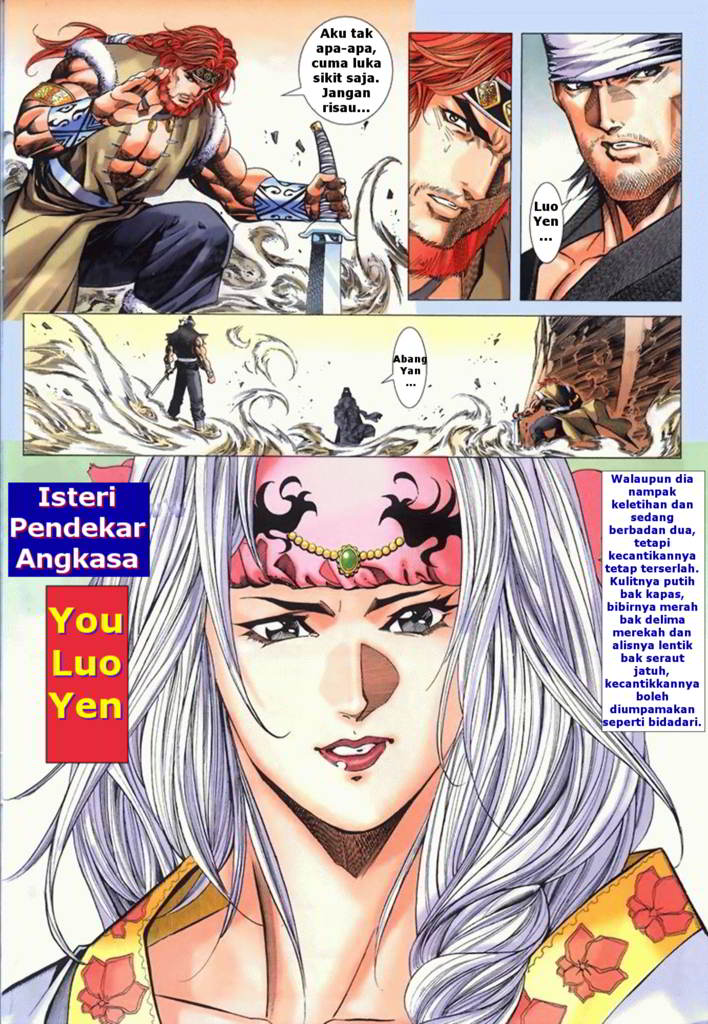 Aku tak
apa-apa,
cuma luka
sikit saja.
Jangan
risau...
Luo
Yen
...
Abang
Yan
...
Isteri
Pendekar
Angkasa
You
Luo
Yen
Walaupun dia
nampak
keletihan dan
sedang
berbadan dua,
tetapi
kecantikannya
tetap terserlah.
Kulitnya putih
bak kapas,
bibirnya merah
bak delima
merekah dan
alisnya lentik
bak seraut
jatuh,
kecantikkannya
boleh
diumpamakan
seperti bidadari.